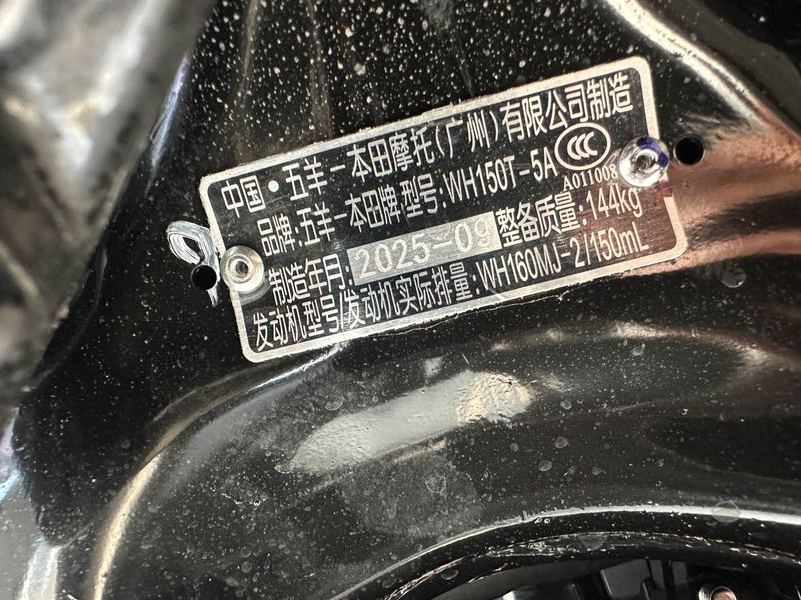 中国•五羊—本田摩托(广州)有限公司制造
品牌:五羊—本田牌 型号:WH150T-5A CCC
A011008
制造年月:2025-09 整备质量:144kg
发动机型号/发动机实际排量:WH160MJ-2/150mL